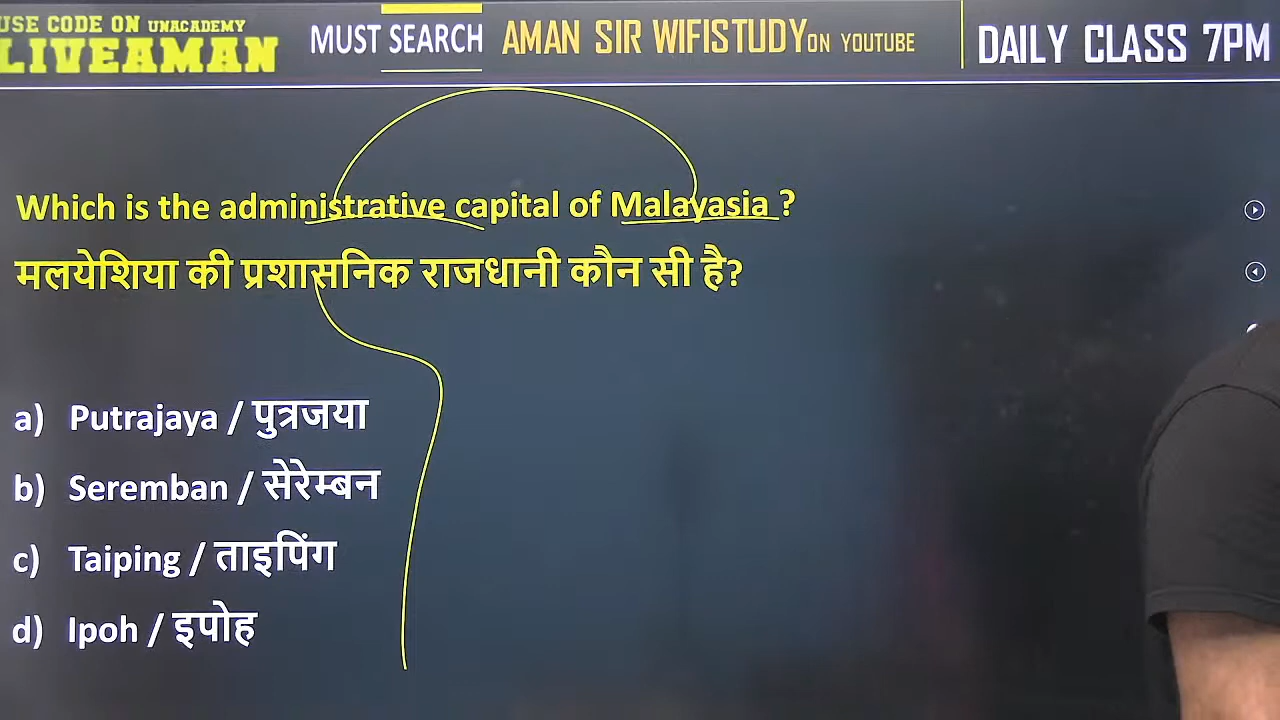 USE CODE ON UNACADEMY
LIVEAMAN
MUST SEARCH AMAN SIR WIFISTUDY ON YOUTUBE
DAILY CLASS 7PM
Which is the administrative capital of Malayasia ?
मलयेशिया की प्रशासनिक राजधानी कौन सी है?
a) Putrajaya / पुत्रजया
b) Seremban / सेरेम्बन
c) Taiping / ताइपिंग
d) Ipoh / इपोह